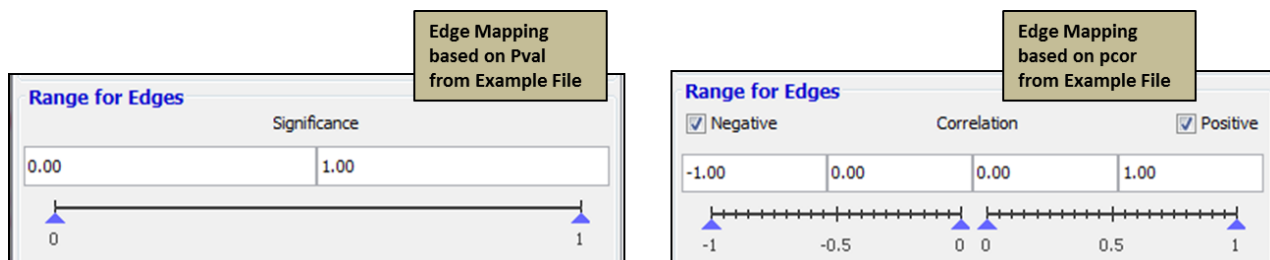 Edge Mapping
based on Pval
from Example File
Range for Edges
Significance
0.00 1.00
0 1
Edge Mapping
based on pcor
from Example File
Range for Edges
Negative Correlation Positive
-1.00 0.00 0.00 1.00
-1 -0.5 0 0 0.5 1